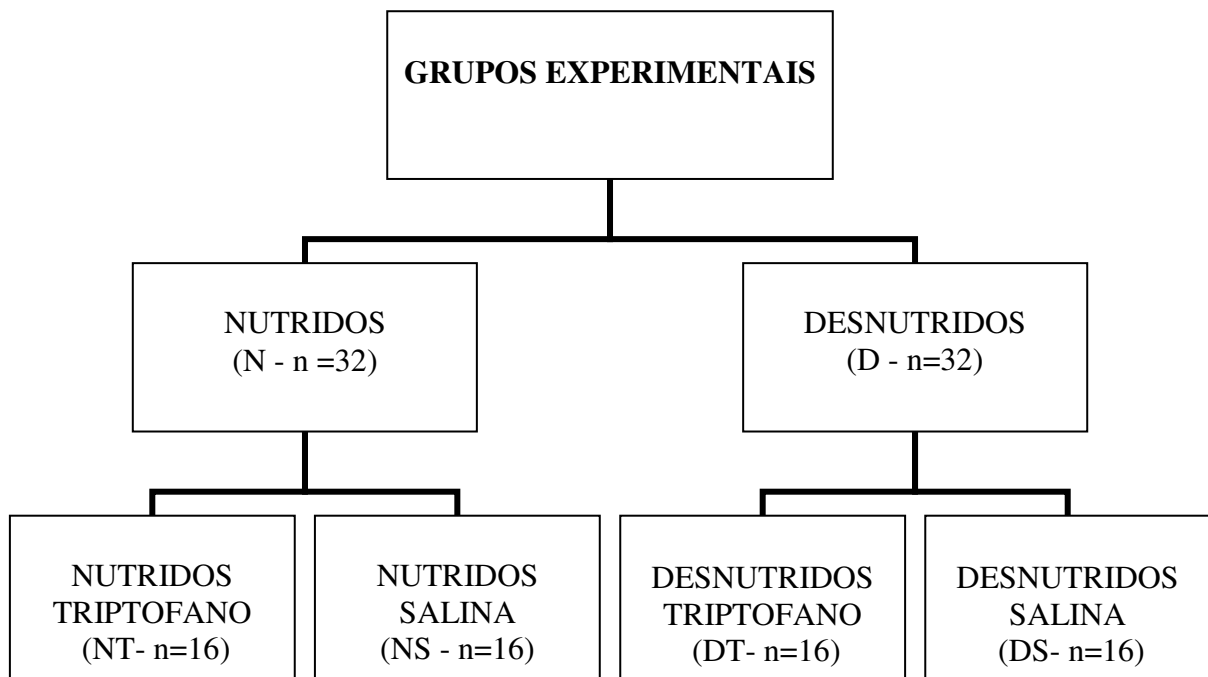 GRUPOS EXPERIMENTAIS
NUTRIDOS
(N - n =32)
DESNUTRIDOS
(D - n=32)
NUTRIDOS
TRIPTOFANO
(NT- n=16)
NUTRIDOS
SALINA
(NS - n=16)
DESNUTRIDOS
TRIPTOFANO
(DT- n=16)
DESNUTRIDOS
SALINA
(DS- n=16)